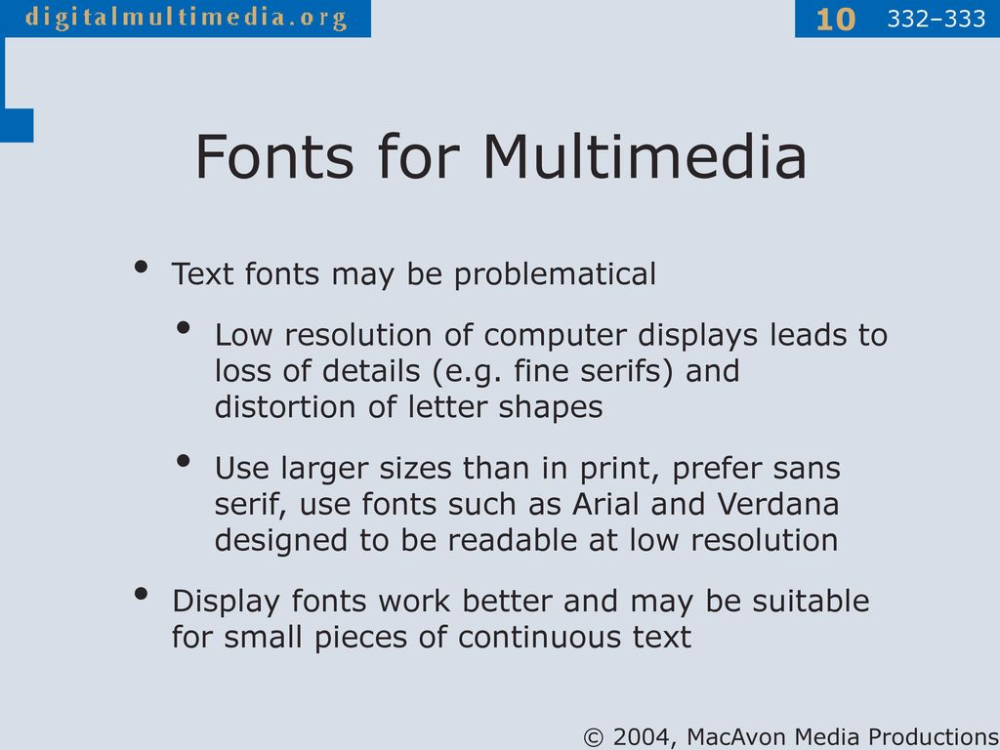 digitalmultimedia.org
10 332–333
Fonts for Multimedia
• Text fonts may be problematical
• Low resolution of computer displays leads to
loss of details (e.g. fine serifs) and
distortion of letter shapes
• Use larger sizes than in print, prefer sans
serif, use fonts such as Arial and Verdana
designed to be readable at low resolution
• Display fonts work better and may be suitable
for small pieces of continuous text
© 2004, MacAvon Media Productions